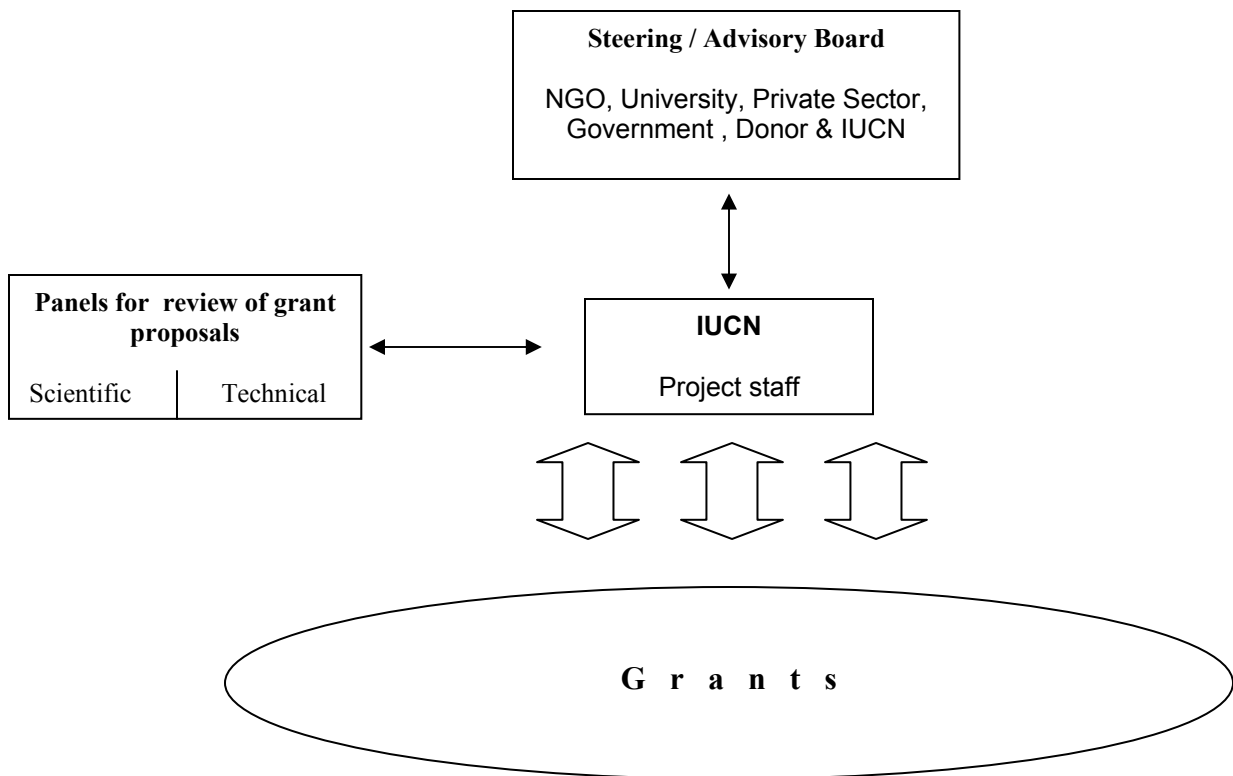 Steering / Advisory Board
NGO, University, Private Sector,
Government , Donor & IUCN
Panels for review of grant
proposals
Scientific
Technical
IUCN
Project staff
G r a n t s